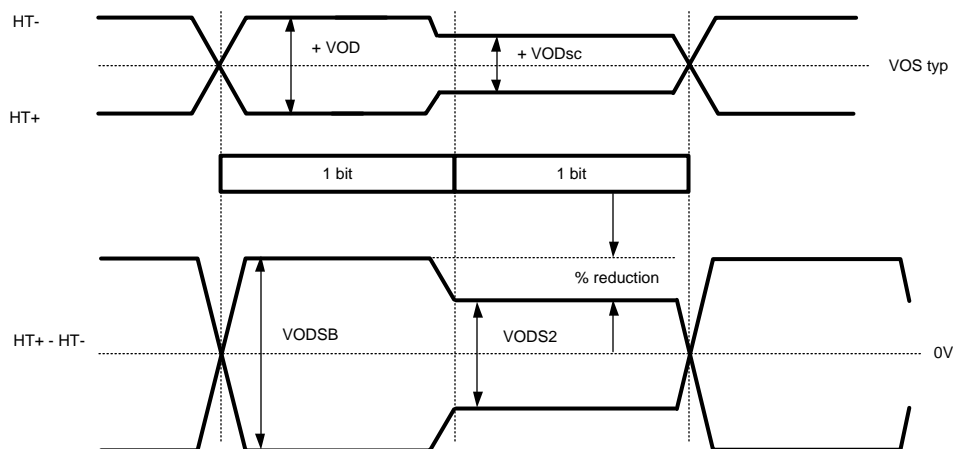 HT-
+ VOD
+ VODsc
VOS typ
HT+
1 bit
1 bit
% reduction
VODSB
VODS2
HT+ - HT-
0V